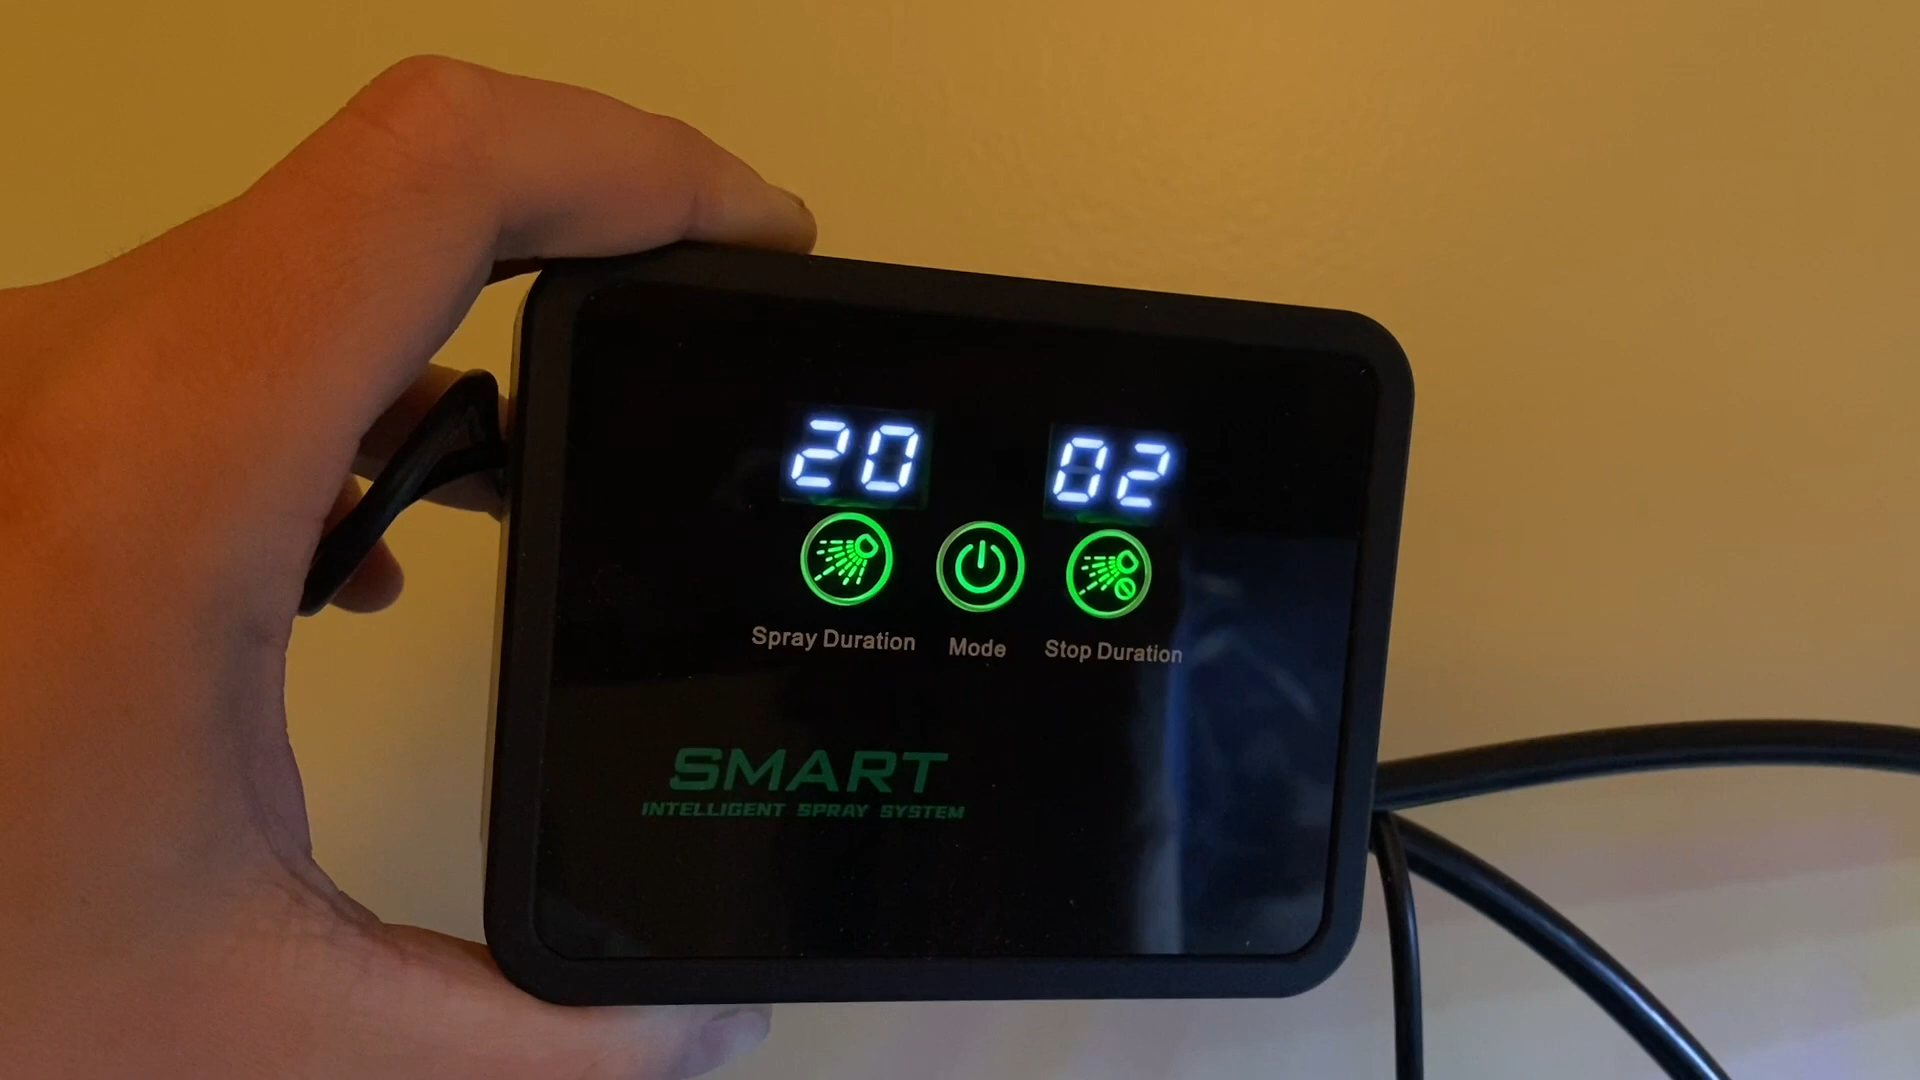 20 02
Spray Duration Mode Stop Duration
SMART
INTELLIGENT SPRAY SYSTEM